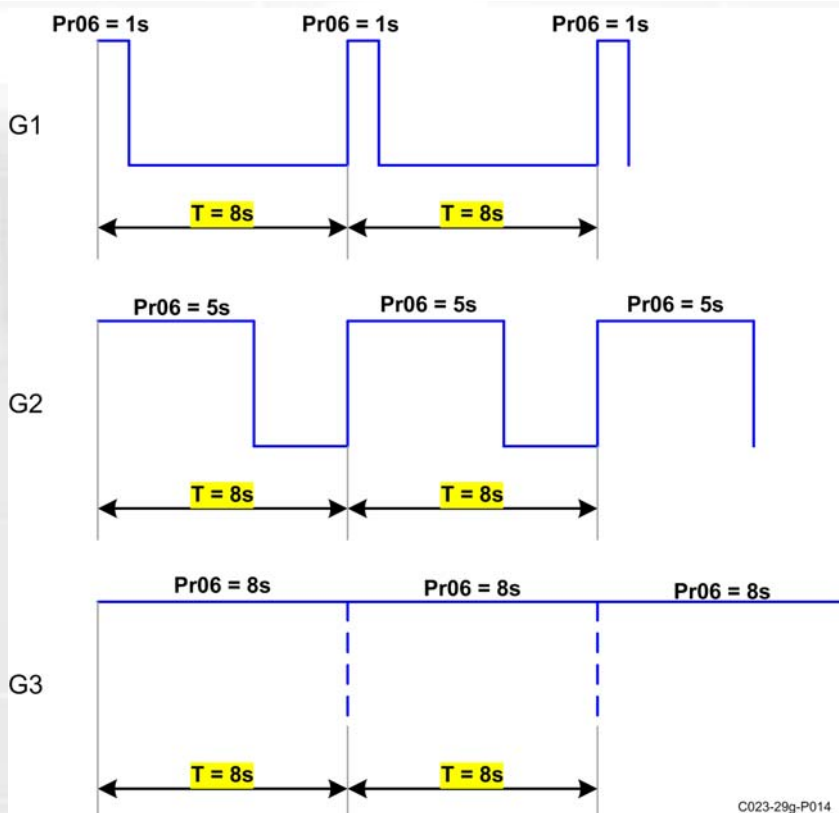 Pr06 = 1s Pr06 = 1s Pr06 = 1s
G1
T = 8s T = 8s
Pr06 = 5s Pr06 = 5s Pr06 = 5s
G2
T = 8s T = 8s
Pr06 = 8s Pr06 = 8s Pr06 = 8s
G3
T = 8s T = 8s
C023-29g-P014